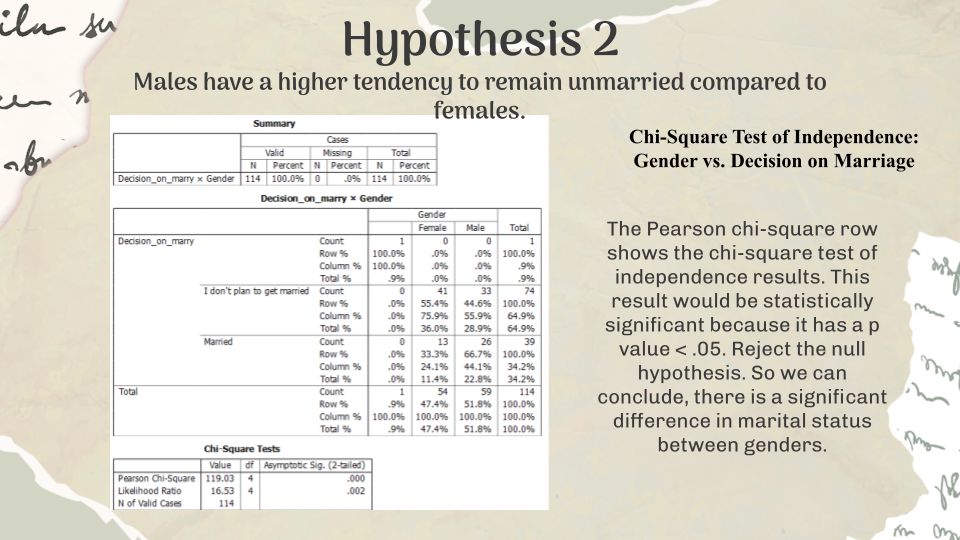 Hypothesis 2
Males have a higher tendency to remain unmarried compared to
females.
Summary
Cases
Valid Missing Total
N Percent N Percent N Percent
Decision_on_marry × Gender 114 100.0% 0 .0% 114 100.0%
Decision_on_marry × Gender
Gender
Female Male Total
Decision_on_marry Count 1 0 0 1
Row % 100.0% .0% .0% 100.0%
Column % 100.0% .0% .0% .9%
Total % .9% .0% .0% .9%
I don't plan to get married Count 0 41 33 74
Row % .0% 55.4% 44.6% 100.0%
Column % .0% 75.9% 55.9% 64.9%
Total % .0% 36.0% 28.9% 64.9%
Married Count 0 13 26 39
Row % .0% 33.3% 66.7% 100.0%
Column % .0% 24.1% 44.1% 34.2%
Total % .0% 11.4% 22.8% 34.2%
Total Count 1 54 59 114
Row % .9% 47.4% 51.8% 100.0%
Column % 100.0% 100.0% 100.0% 100.0%
Total % .9% 47.4% 51.8% 100.0%
Chi-Square Tests
Value df Asymptotic Sig. (2-tailed)
Pearson Chi-Square 119.03 4 .000
Likelihood Ratio 16.53 4 .002
N of Valid Cases 114
Chi-Square Test of Independence:
Gender vs. Decision on Marriage
The Pearson chi-square row
shows the chi-square test of
independence results. This
result would be statistically
significant because it has a p
value < .05. Reject the null
hypothesis. So we can
conclude, there is a significant
difference in marital status
between genders.